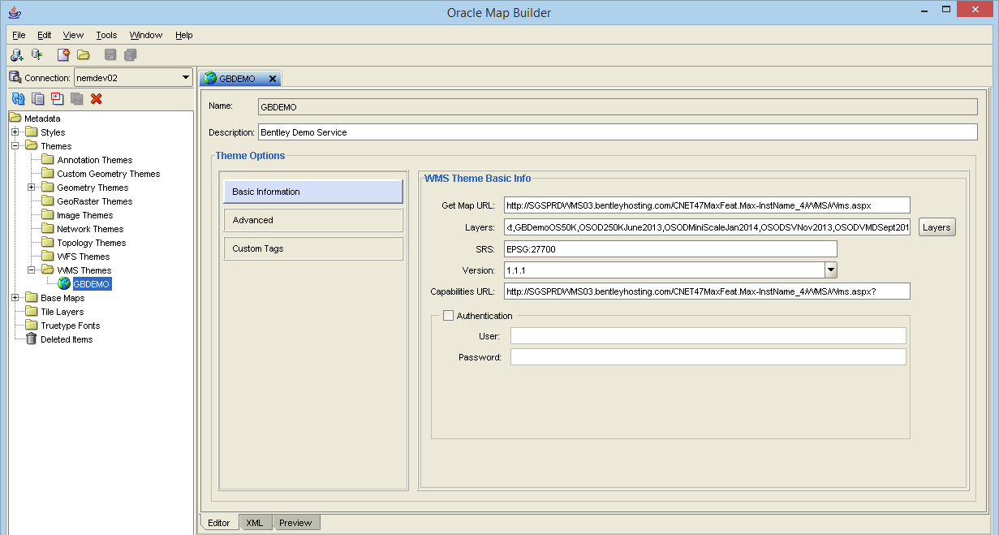 Oracle Map Builder
File Edit View Tools Window Help
Connection: nemdev02
Metadata
Styles
Themes
Annotation Themes
Custom Geometry Themes
Geometry Themes
GeoRaster Themes
Image Themes
Network Themes
Topology Themes
WFS Themes
WMS Themes
GBDEMO
Base Maps
Tile Layers
Truetype Fonts
Deleted Items
GBDEMO
Name: GBDEMO
Description: Bentley Demo Service
Theme Options
Basic Information
Advanced
Custom Tags
WMS Theme Basic Info
Get Map URL: http://SGSPRDWMS03.bentleyhosting.com/CNET47MaxFeat.Max-InstName_4/WMS/Wms.aspx
Layers: ct,GBDemoOS50K,OSOD250KJune2013,OSODMiniScaleJan2014,OSODSVNov2013,OSODVMDSept201 Layers
SRS: EPSG:27700
Version: 1.1.1
Capabilities URL: http://SGSPRDWMS03.bentleyhosting.com/CNET47MaxFeat.Max-InstName_4/WMS/Wms.aspx?
Authentication
User:
Password:
Editor XML Preview